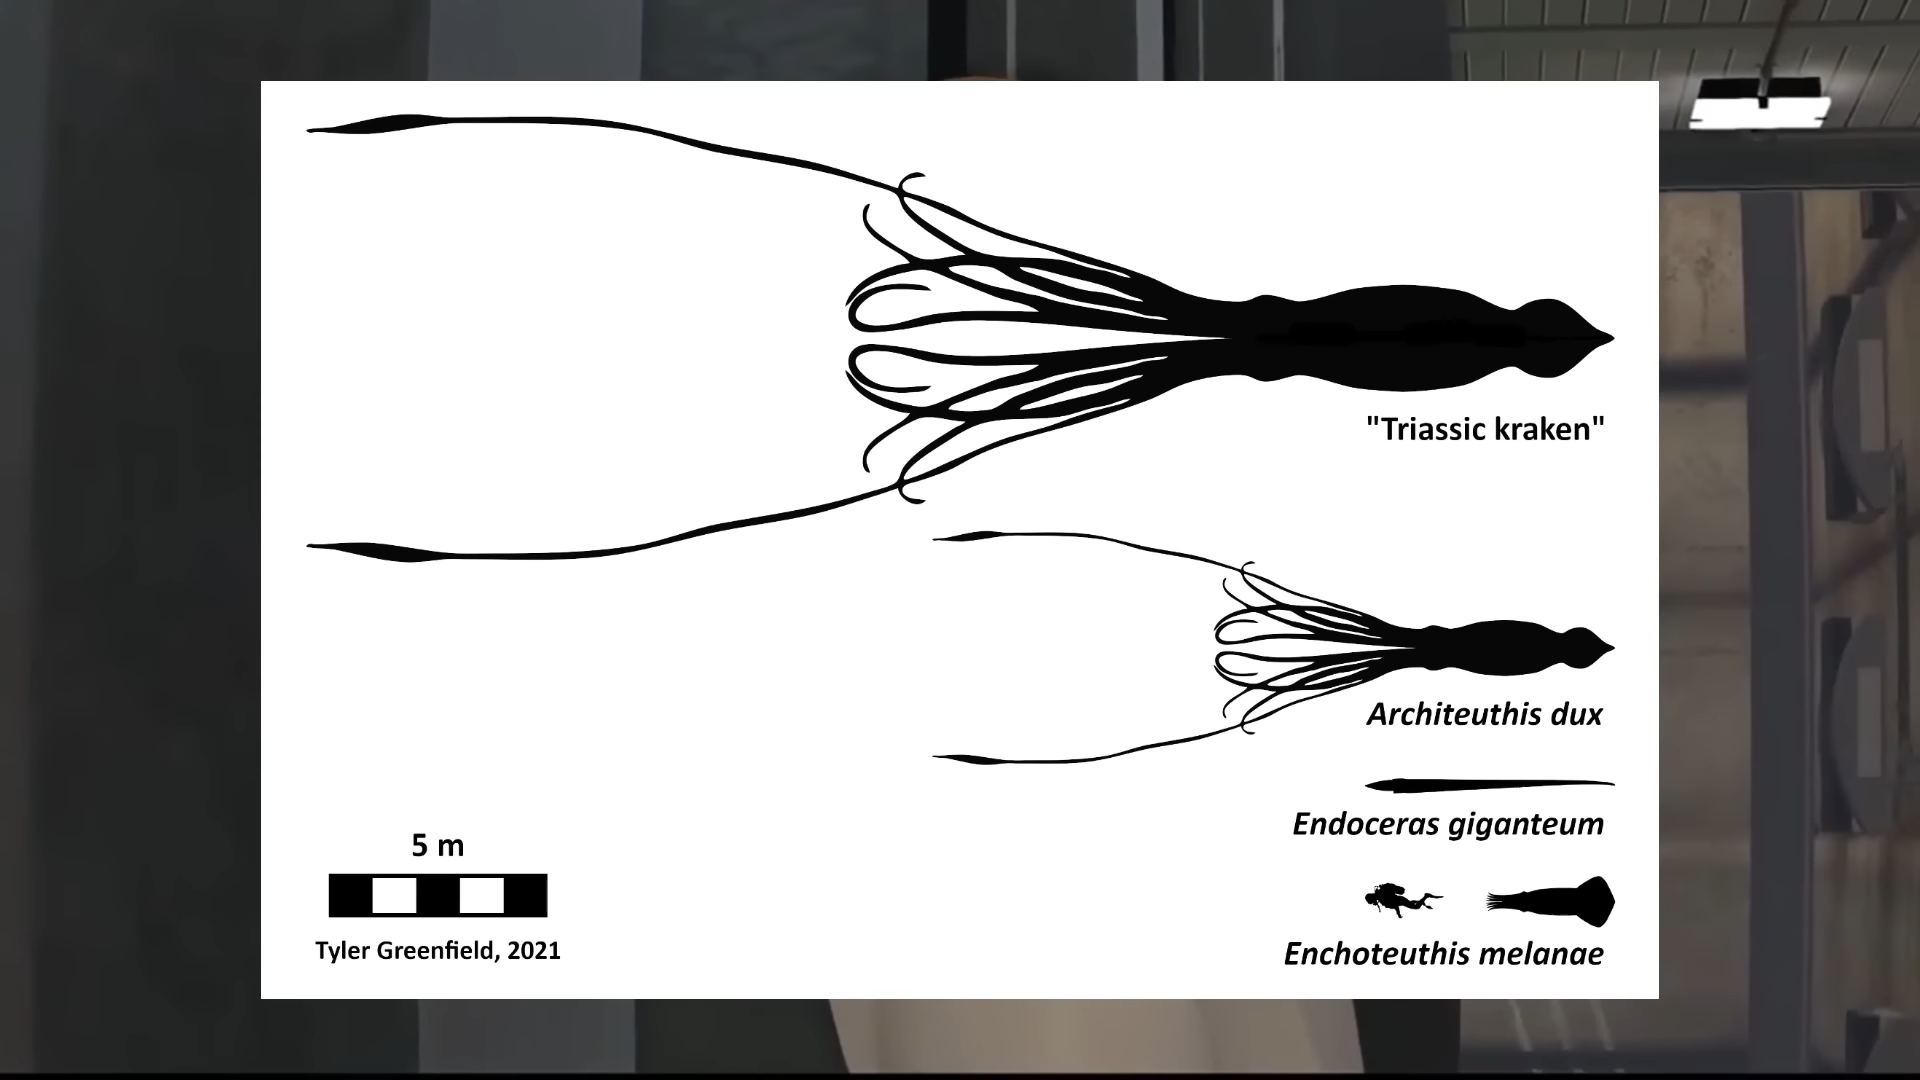 "Triassic kraken"
Architeuthis dux
Endoceras giganteum
5 m
Enchoteuthis melanae
Tyler Greenfield, 2021